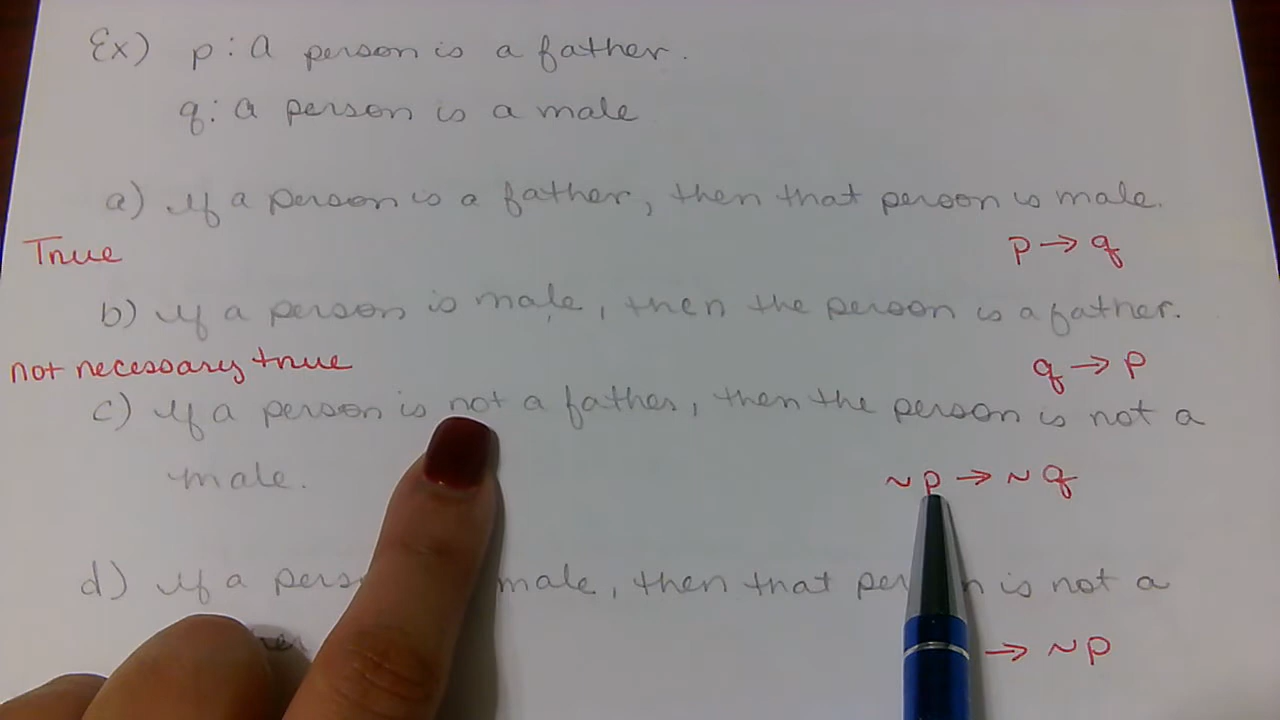 Ex) p: a person is a father.
q: a person is a male
a) if a person is a father, then that person is male.
True
p → q
b) if a person is male, then the person is a father.
not necessary true
q → p
c) if a person is not a father, then the person is not a
male.
~p → ~q
d) if a male, then that is not a
→ ~p